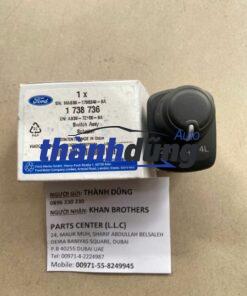 Ford
1 x
1 738 736
Switch Assy
Auto
thànhdũng
4L
NGƯỜI GỬI: THÀNH DŨNG
0896 230 230
NGƯỜI NHẬN: KHAN BROTHERS
PARTS CENTER (L.L.C)
24, MALIK MUH, SHARIF ABDULLAH BELSALEH
DEIRA BANIYAS SQUARE, DUBAI
P.B 40255 DUBAI UAE
Tel: 00971-4-2224987
Mobile: 00971-55-8249945